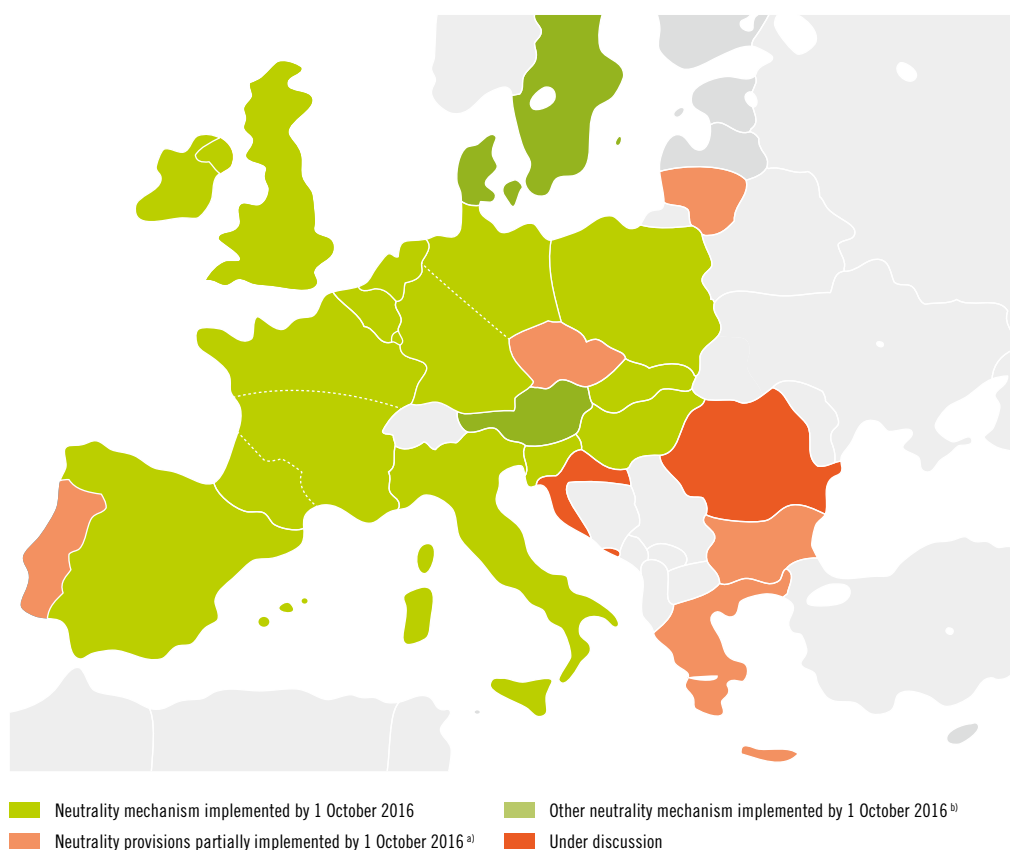 Neutrality mechanism implemented by 1 October 2016
Neutrality provisions partially implemented by 1 October 2016 a)
Other neutrality mechanism implemented by 1 October 2016 b)
Under discussion